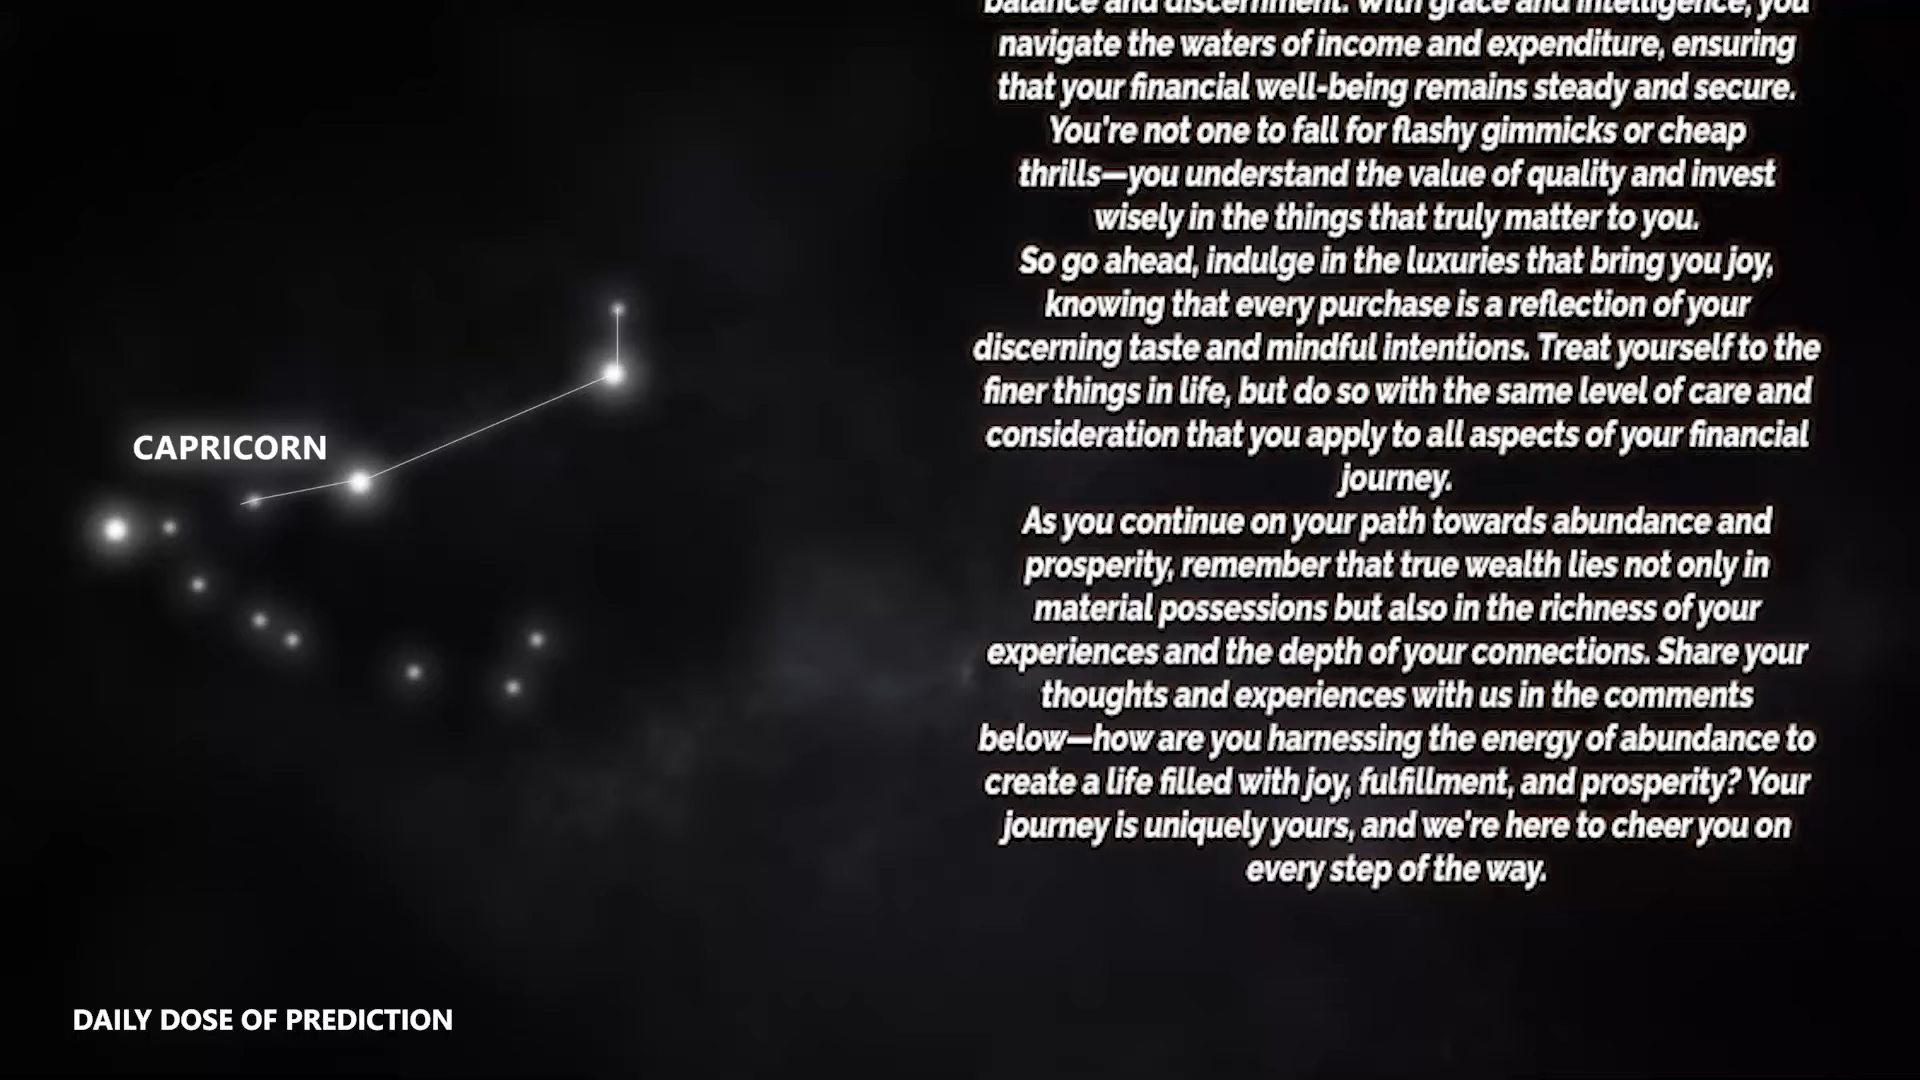 CAPRICORN
DAILY DOSE OF PREDICTION
balance and discernment. With grace and intelligence, you
navigate the waters of income and expenditure, ensuring
that your financial well-being remains steady and secure.
You're not one to fall for flashy gimmicks or cheap
thrills—you understand the value of quality and invest
wisely in the things that truly matter to you.
So go ahead, indulge in the luxuries that bring you joy,
knowing that every purchase is a reflection of your
discerning taste and mindful intentions. Treat yourself to the
finer things in life, but do so with the same level of care and
consideration that you apply to all aspects of your financial
journey.
As you continue on your path towards abundance and
prosperity, remember that true wealth lies not only in
material possessions but also in the richness of your
experiences and the depth of your connections. Share your
thoughts and experiences with us in the comments
below—how are you harnessing the energy of abundance to
create a life filled with joy, fulfillment, and prosperity? Your
journey is uniquely yours, and we're here to cheer you on
every step of the way.